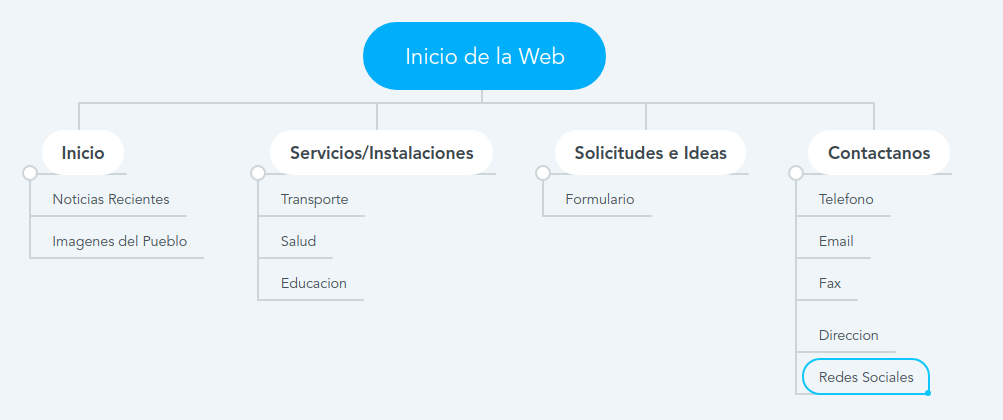 Inicio de la Web
Inicio
Noticias Recientes
Imagenes del Pueblo
Servicios/Instalaciones
Transporte
Salud
Educacion
Solicitudes e Ideas
Formulario
Contactanos
Telefono
Email
Fax
Direccion
Redes Sociales